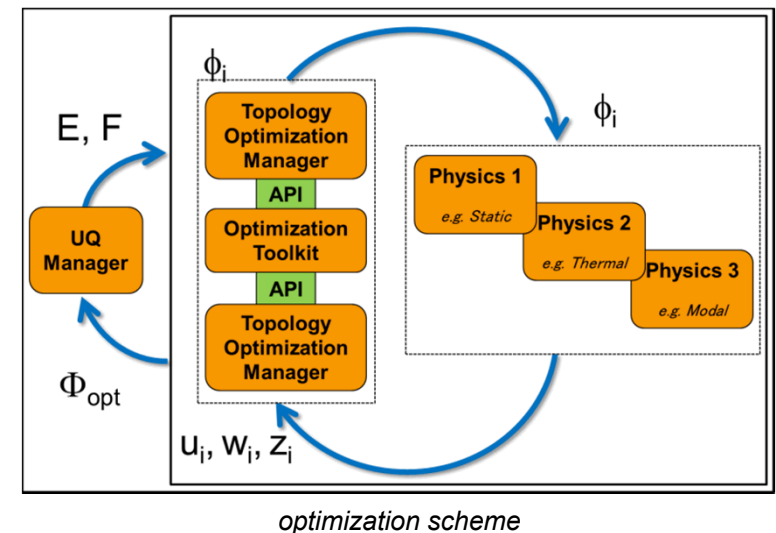 ϕi
E, F
Topology
Optimization
Manager
API
Optimization
Toolkit
API
Topology
Optimization
Manager
UQ
Manager
Φopt
ui, wi, zi
ϕi
Physics 1
e.g. Static
Physics 2
e.g. Thermal
Physics 3
e.g. Modal
optimization scheme